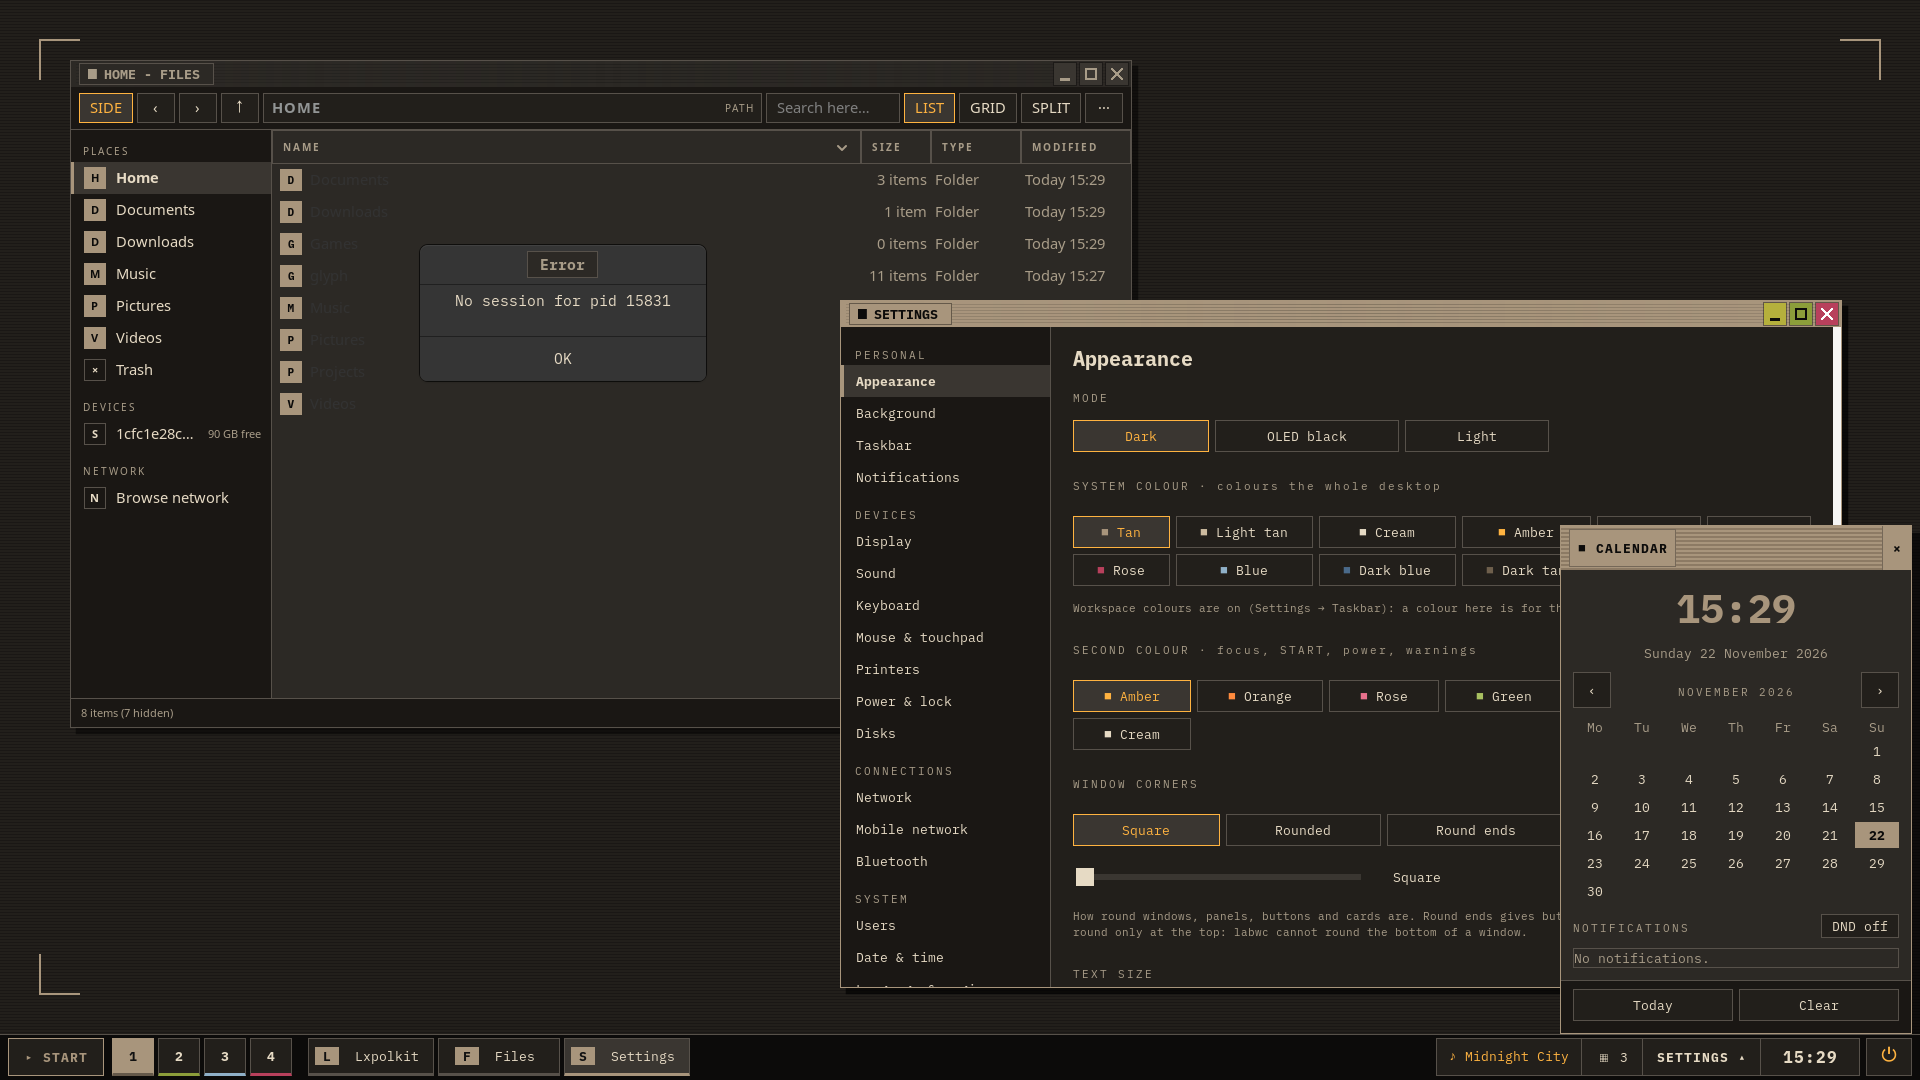 HOME - FILES
SIDE ‹ › ↑ HOME PATH Search here... LIST GRID SPLIT ···
PLACES
Home
Documents
Downloads
Music
Pictures
Videos
Trash
DEVICES
1cfc1e28c... 90 GB free
NETWORK
Browse network
NAME SIZE TYPE MODIFIED
D Documents 3 items Folder Today 15:29
D Downloads 1 item Folder Today 15:29
G Games 0 items Folder Today 15:29
G glyph 11 items Folder Today 15:27
M Music
P Pictures
P Projects
V Videos
8 items (7 hidden)
Error
No session for pid 15831
OK
SETTINGS
PERSONAL
Appearance
Background
Taskbar
Notifications
DEVICES
Display
Sound
Keyboard
Mouse & touchpad
Printers
Power & lock
Disks
CONNECTIONS
Network
Mobile network
Bluetooth
SYSTEM
Users
Date & time
Appearance
MODE
Dark OLED black Light
SYSTEM COLOUR · colours the whole desktop
Tan Light tan Cream Amber
Rose Blue Dark blue Dark tan
Workspace colours are on (Settings → Taskbar): a colour here is for th
SECOND COLOUR · focus, START, power, warnings
Amber Orange Rose Green
Cream
WINDOW CORNERS
Square Rounded Round ends
Square
How round windows, panels, buttons and cards are. Round ends gives but
round only at the top: labwc cannot round the bottom of a window.
TEXT SIZE
CALENDAR ×
15:29
Sunday 22 November 2026
‹ NOVEMBER 2026 ›
Mo Tu We Th Fr Sa Su
1
2 3 4 5 6 7 8
9 10 11 12 13 14 15
16 17 18 19 20 21 22
23 24 25 26 27 28 29
30
NOTIFICATIONS DND off
No notifications.
Today Clear
▸ START 1 2 3 4 L Lxpolkit F Files S Settings ♪ Midnight City ▦ 3 SETTINGS ▴ 15:29